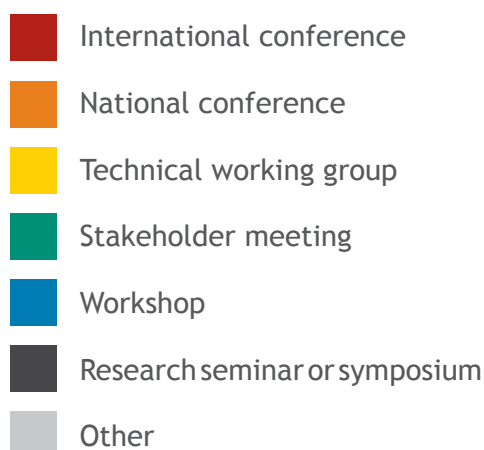 International conference
National conference
Technical working group
Stakeholder meeting
Workshop
Research seminar or symposium
Other